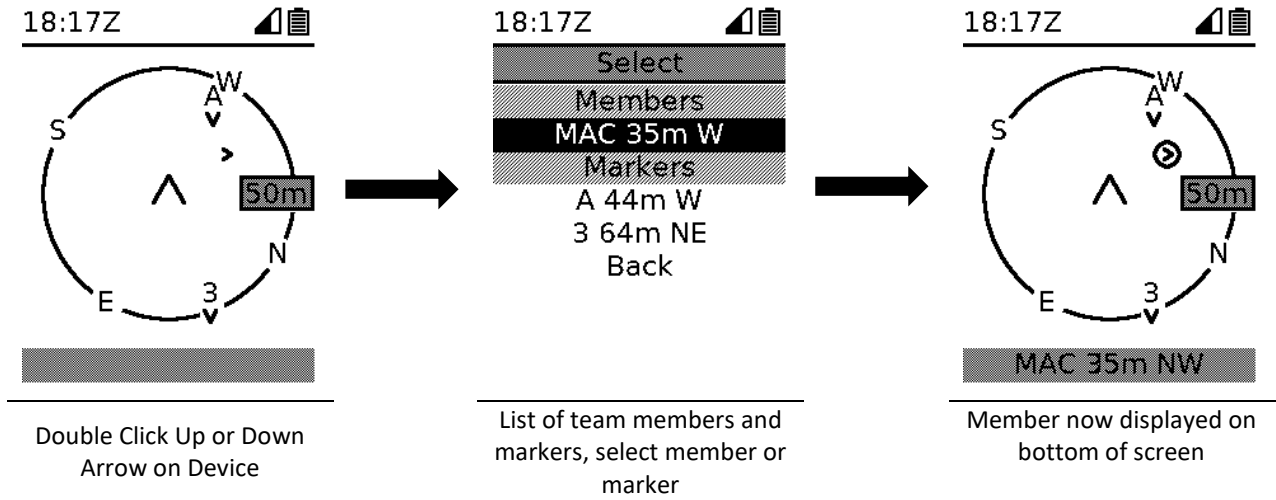 18:17Z
W
A
S
50m
N
3
E
Double Click Up or Down
Arrow on Device
18:17Z
Select
Members
MAC 35m W
Markers
A 44m W
3 64m NE
Back
List of team members and
markers, select member or
marker
18:17Z
W
A
S
50m
N
3
E
MAC 35m NW
Member now displayed on
bottom of screen